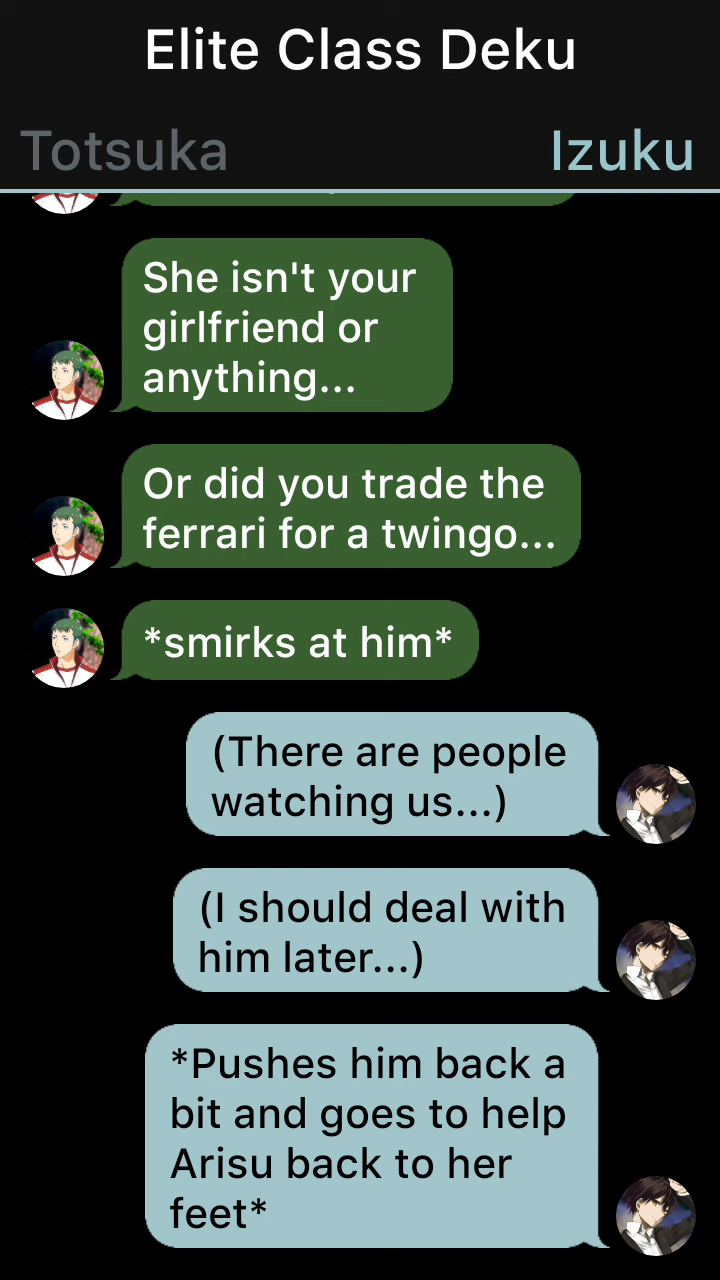 Elite Class Deku
Totsuka
Izuku
She isn't your
girlfriend or
anything...
Or did you trade the
ferrari for a twingo...
*smirks at him*
(There are people
watching us...)
(I should deal with
him later...)
*Pushes him back a
bit and goes to help
Arisu back to her
feet*